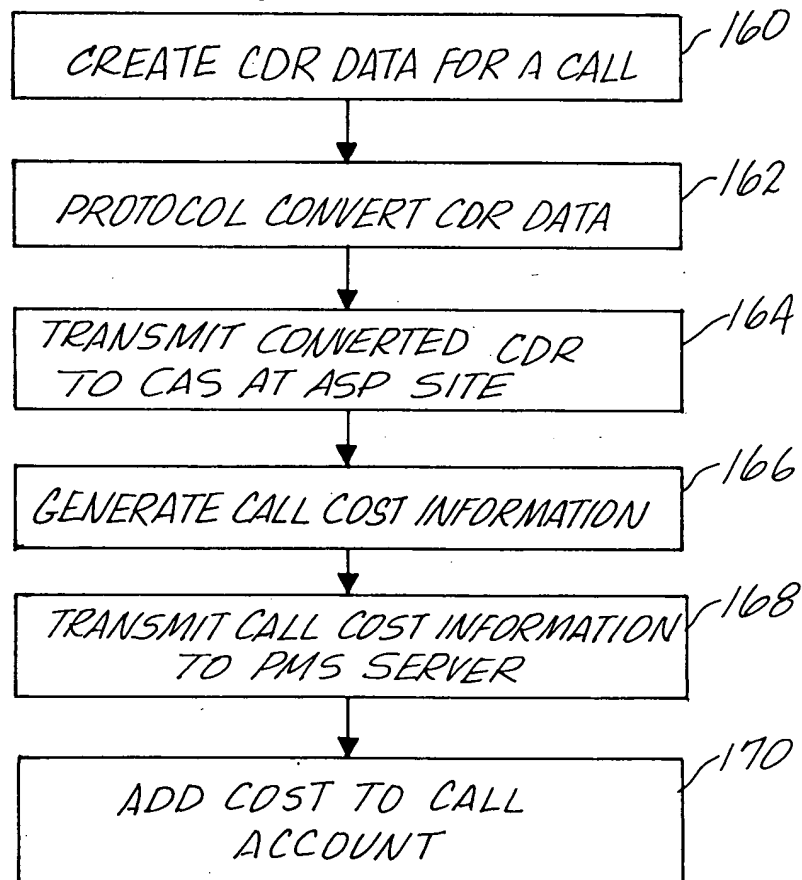 CREATE CDR DATA FOR A CALL
160
PROTOCOL CONVERT CDR DATA
162
TRANSMIT CONVERTED CDR
TO CAS AT ASP SITE
164
GENERATE CALL COST INFORMATION
166
TRANSMIT CALL COST INFORMATION
TO PMS SERVER
168
ADD COST TO CALL
ACCOUNT
170